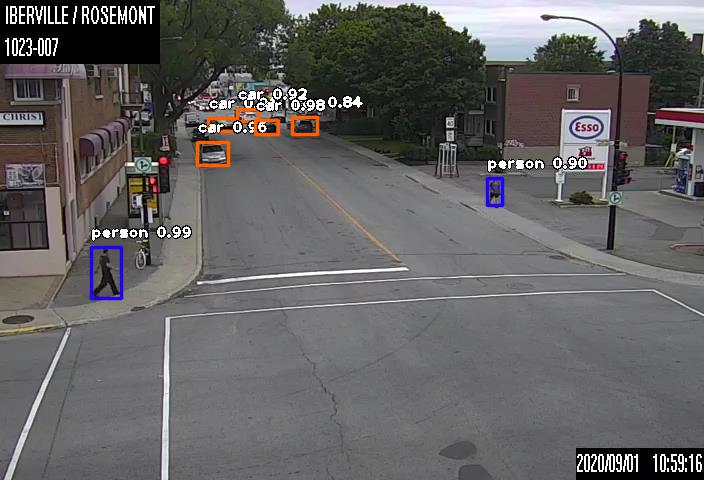 IBERVILLE / ROSEMONT
1023-007
car 0.92
car 0.98
0.84
car 0.96
CHRIST
Esso
person 0.90
person 0.99
2020/09/01 10:59:16